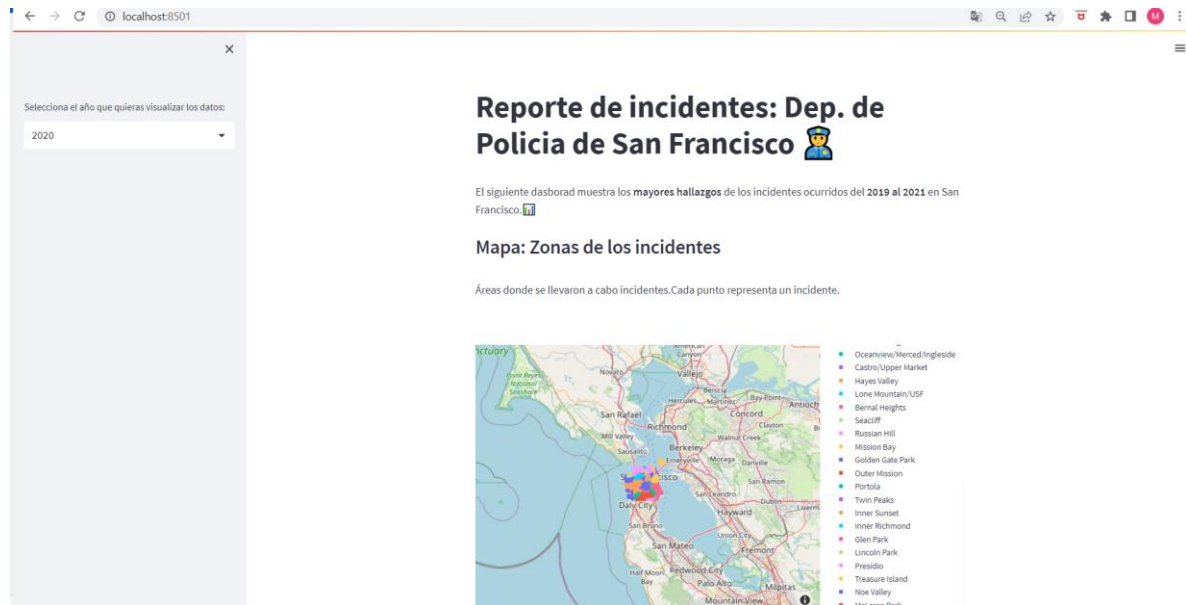 localhost:8501
M
Selecciona el año que quieras visualizar los datos:
2020
Reporte de incidentes: Dep. de
Policia de San Francisco
El siguiente dasborad muestra los mayores hallazgos de los incidentes ocurridos del 2019 al 2021 en San
Francisco.
Mapa: Zonas de los incidentes
Áreas donde se llevaron a cabo incidentes.Cada punto representa un incidente.
Canyon
Novato
Vallejo
Benicia
Hercules
Martinez
Bay Point
Antioch
San Rafael
Concord
Richmond
Clayton
Mill Valley
Walnut Creek
Sausalito
Berkeley
Emeryville
Moraga
Danville
San Ramon
Daly City
San Leandro
Dublin
Hayward
San Bruno
Union City
San Mateo
Fremont
Half Moon
Bay
Redwood City
Palo Alto
Milpitas
Mountain View
Oceanview/Merced/Ingleside
Castro/Upper Market
Hayes Valley
Lone Mountain/USF
Bernal Heights
Seacliff
Russian Hill
Mission Bay
Golden Gate Park
Outer Mission
Portola
Twin Peaks
Inner Sunset
Inner Richmond
Glen Park
Lincoln Park
Presidio
Treasure Island
Noe Valley
McLaren Park